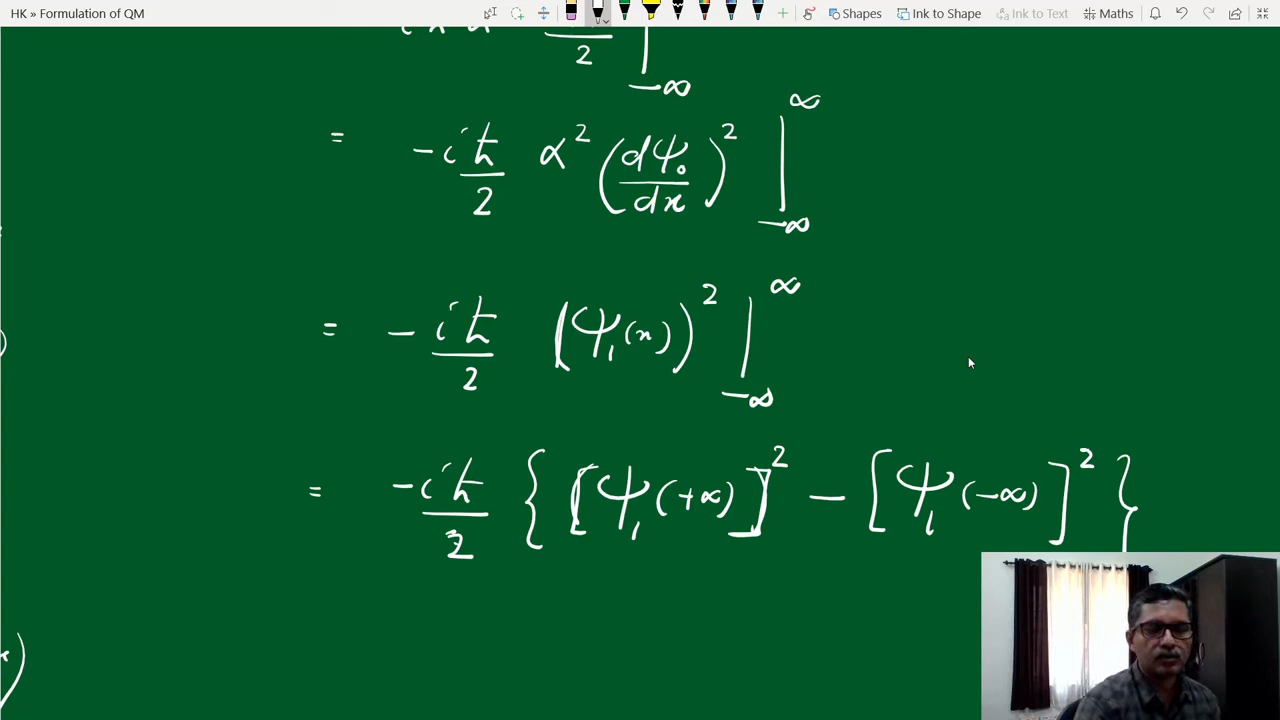 HK » Formulation of QM Shapes Ink to Shape Ink to Text Maths
2 | −∞
= −iħ/2 α² (dψ₀/dx)² |_{−∞}^{∞}
= −iħ/2 (ψ₁(x))² |_{−∞}^{∞}
= −iħ/2 { [ψ₁(+∞)]² − [ψ₁(−∞)]² }